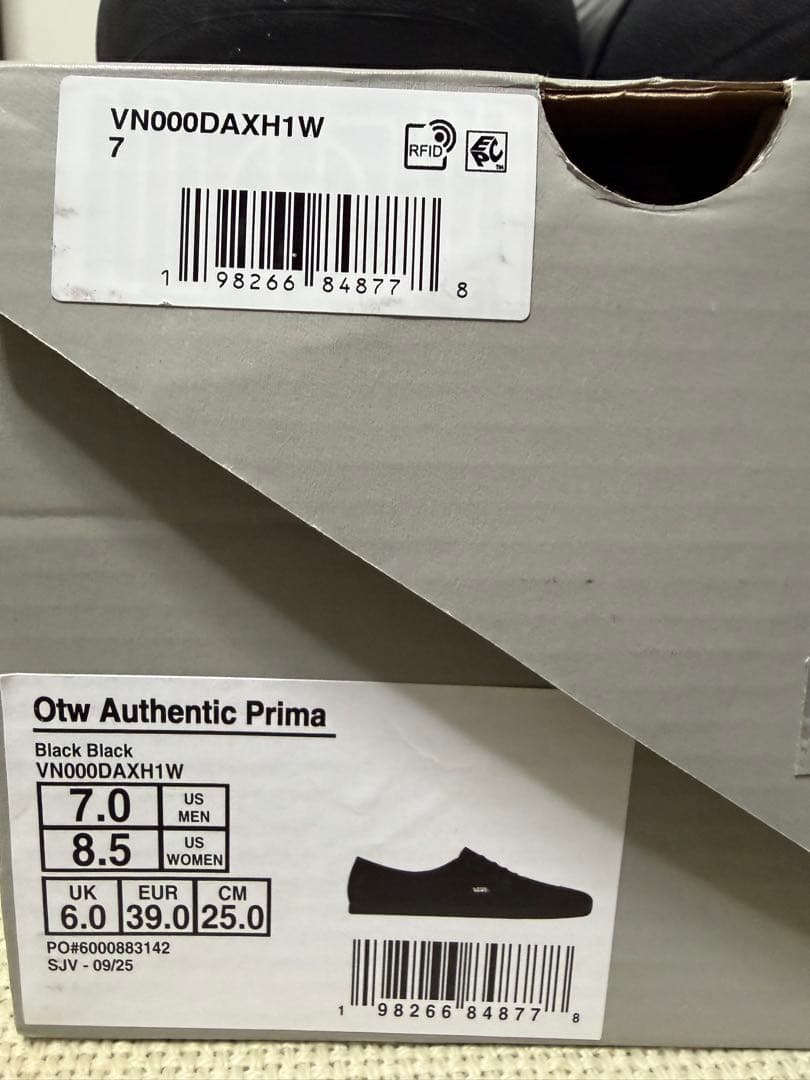 VN000DAXH1W
7
RFID
EPC
TM
1 98266 84877 8
Otw Authentic Prima
Black Black
VN000DAXH1W
7.0 US MEN
8.5 US WOMEN
UK EUR CM
6.0 39.0 25.0
PO#6000883142
SJV - 09/25
1 98266 84877 8